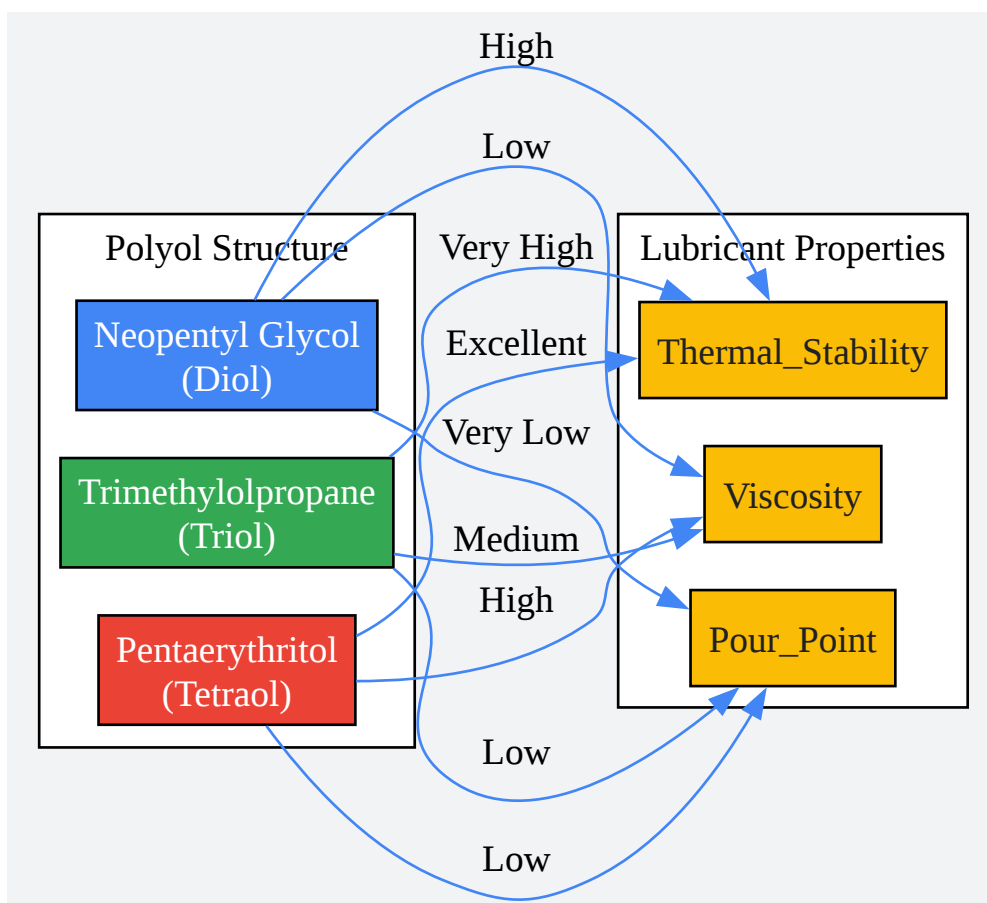 High
Low
Polyol Structure
Very High
Lubricant Properties
Neopentyl Glycol
(Diol)
Excellent
Thermal_Stability
Very Low
Trimethylolpropane
(Triol)
Medium
Viscosity
High
Pentaerythritol
(Tetraol)
Pour_Point
Low
Low